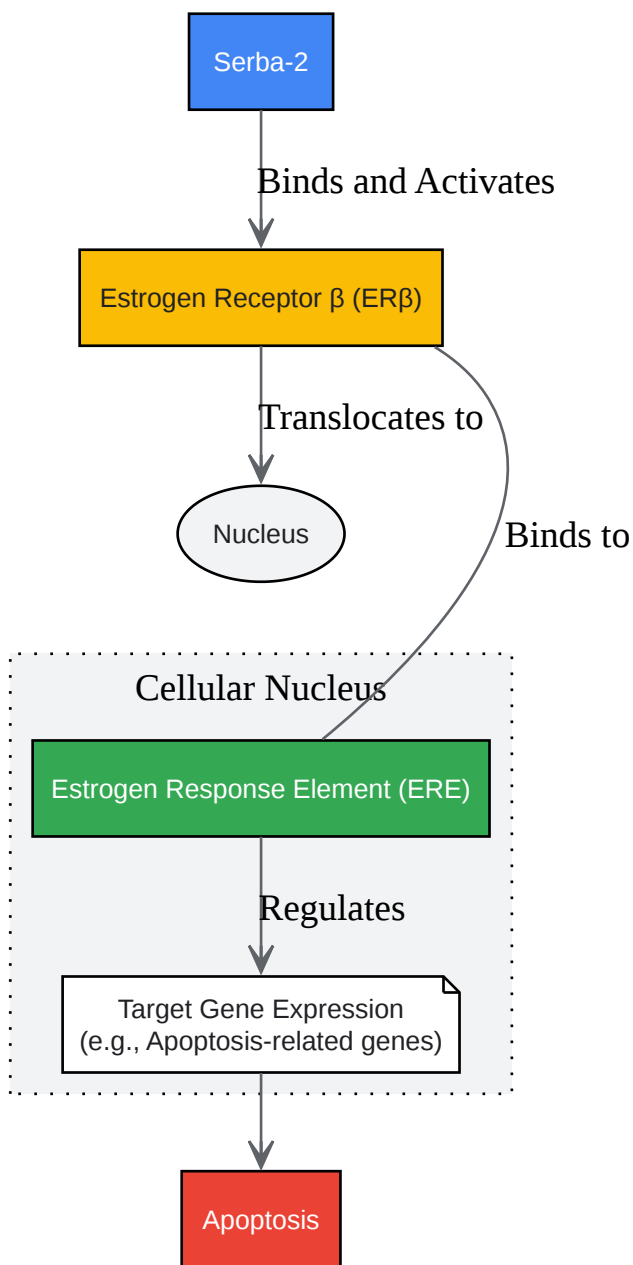 Serba-2
Binds and Activates
Estrogen Receptor β (ERβ)
Translocates to
Nucleus
Binds to
Cellular Nucleus
Estrogen Response Element (ERE)
Regulates
Target Gene Expression
(e.g., Apoptosis-related genes)
Apoptosis